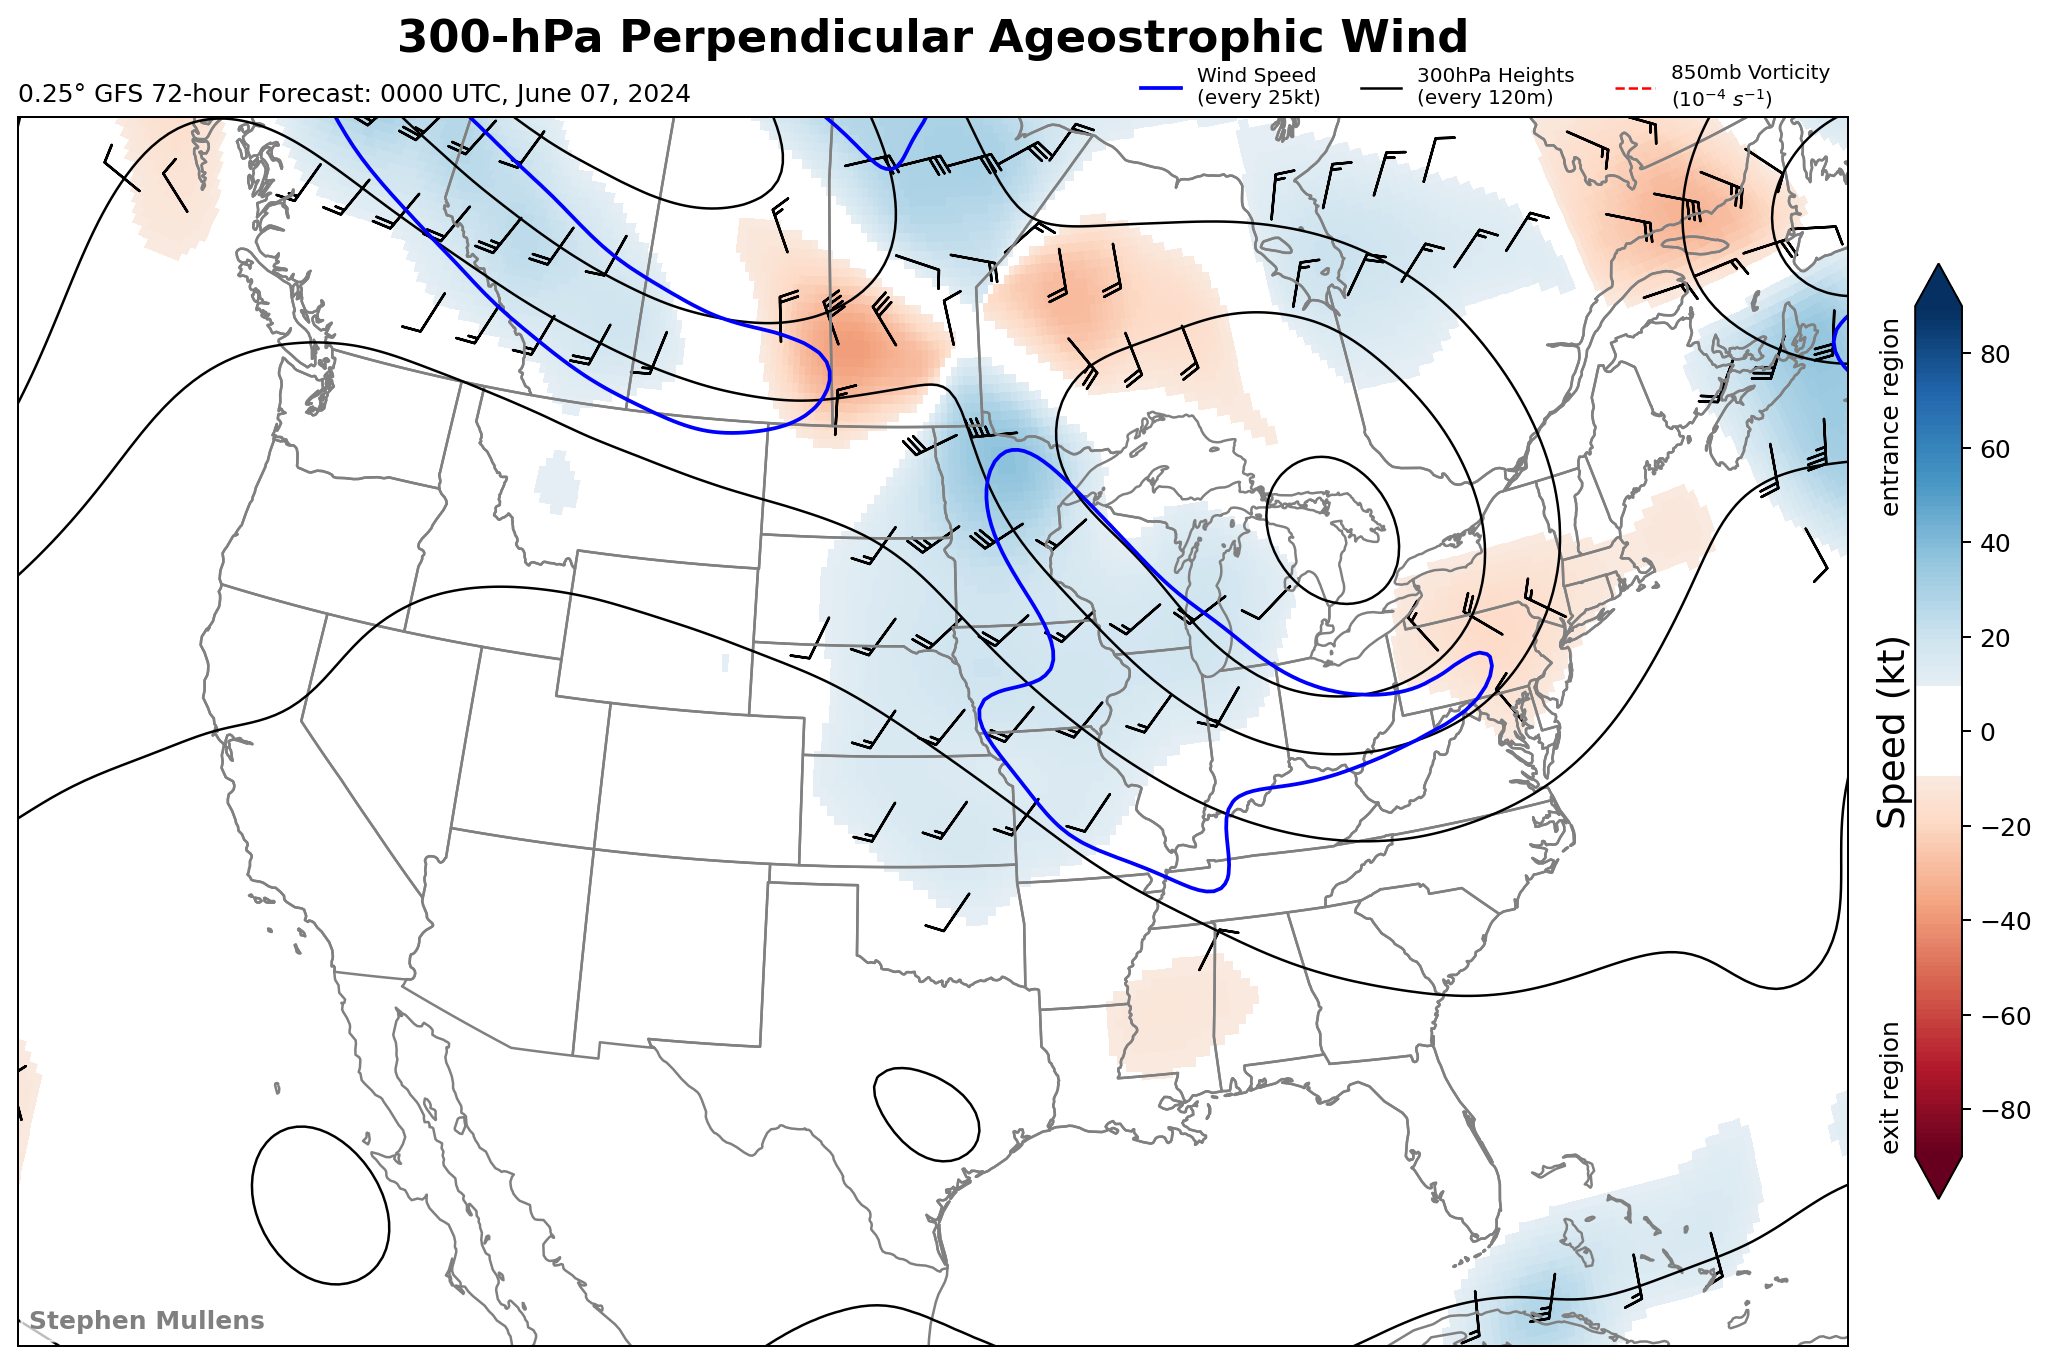 300-hPa Perpendicular Ageostrophic Wind
0.25° GFS 72-hour Forecast: 0000 UTC, June 07, 2024
Wind Speed
(every 25kt)
300hPa Heights
(every 120m)
850mb Vorticity
(10⁻⁴ s⁻¹)
entrance region
Speed (kt)
exit region
80
60
40
20
0
−20
−40
−60
−80
Stephen Mullens